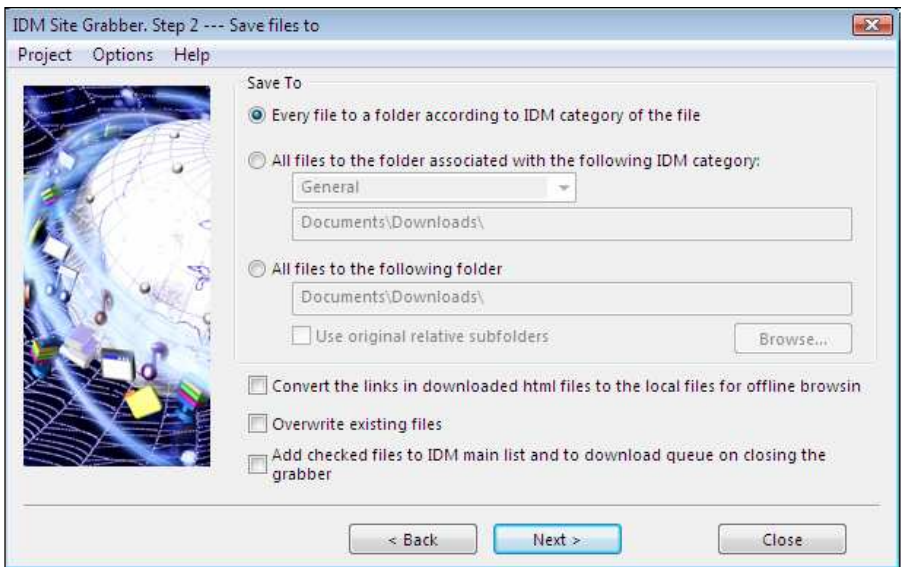 IDM Site Grabber. Step 2 --- Save files to
Project Options Help
Save To
Every file to a folder according to IDM category of the file
All files to the folder associated with the following IDM category:
General
Documents\Downloads\
All files to the following folder
Documents\Downloads\
Use original relative subfolders
Browse...
Convert the links in downloaded html files to the local files for offline browsin
Overwrite existing files
Add checked files to IDM main list and to download queue on closing the
grabber
< Back Next > Close